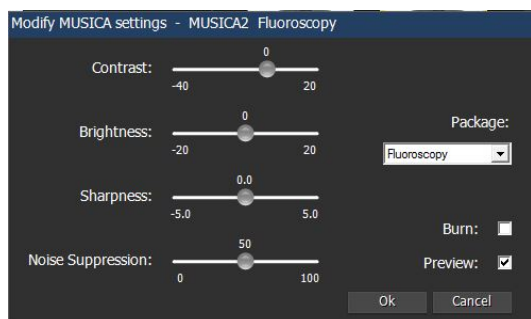 Modify MUSICA settings - MUSICA2 Fluoroscopy
0
Contrast:
-40 20
0
Brightness:
-20 20
Package:
Fluoroscopy
0.0
Sharpness:
-5.0 5.0
Burn:
50
Noise Suppression:
0 100
Preview:
Ok Cancel